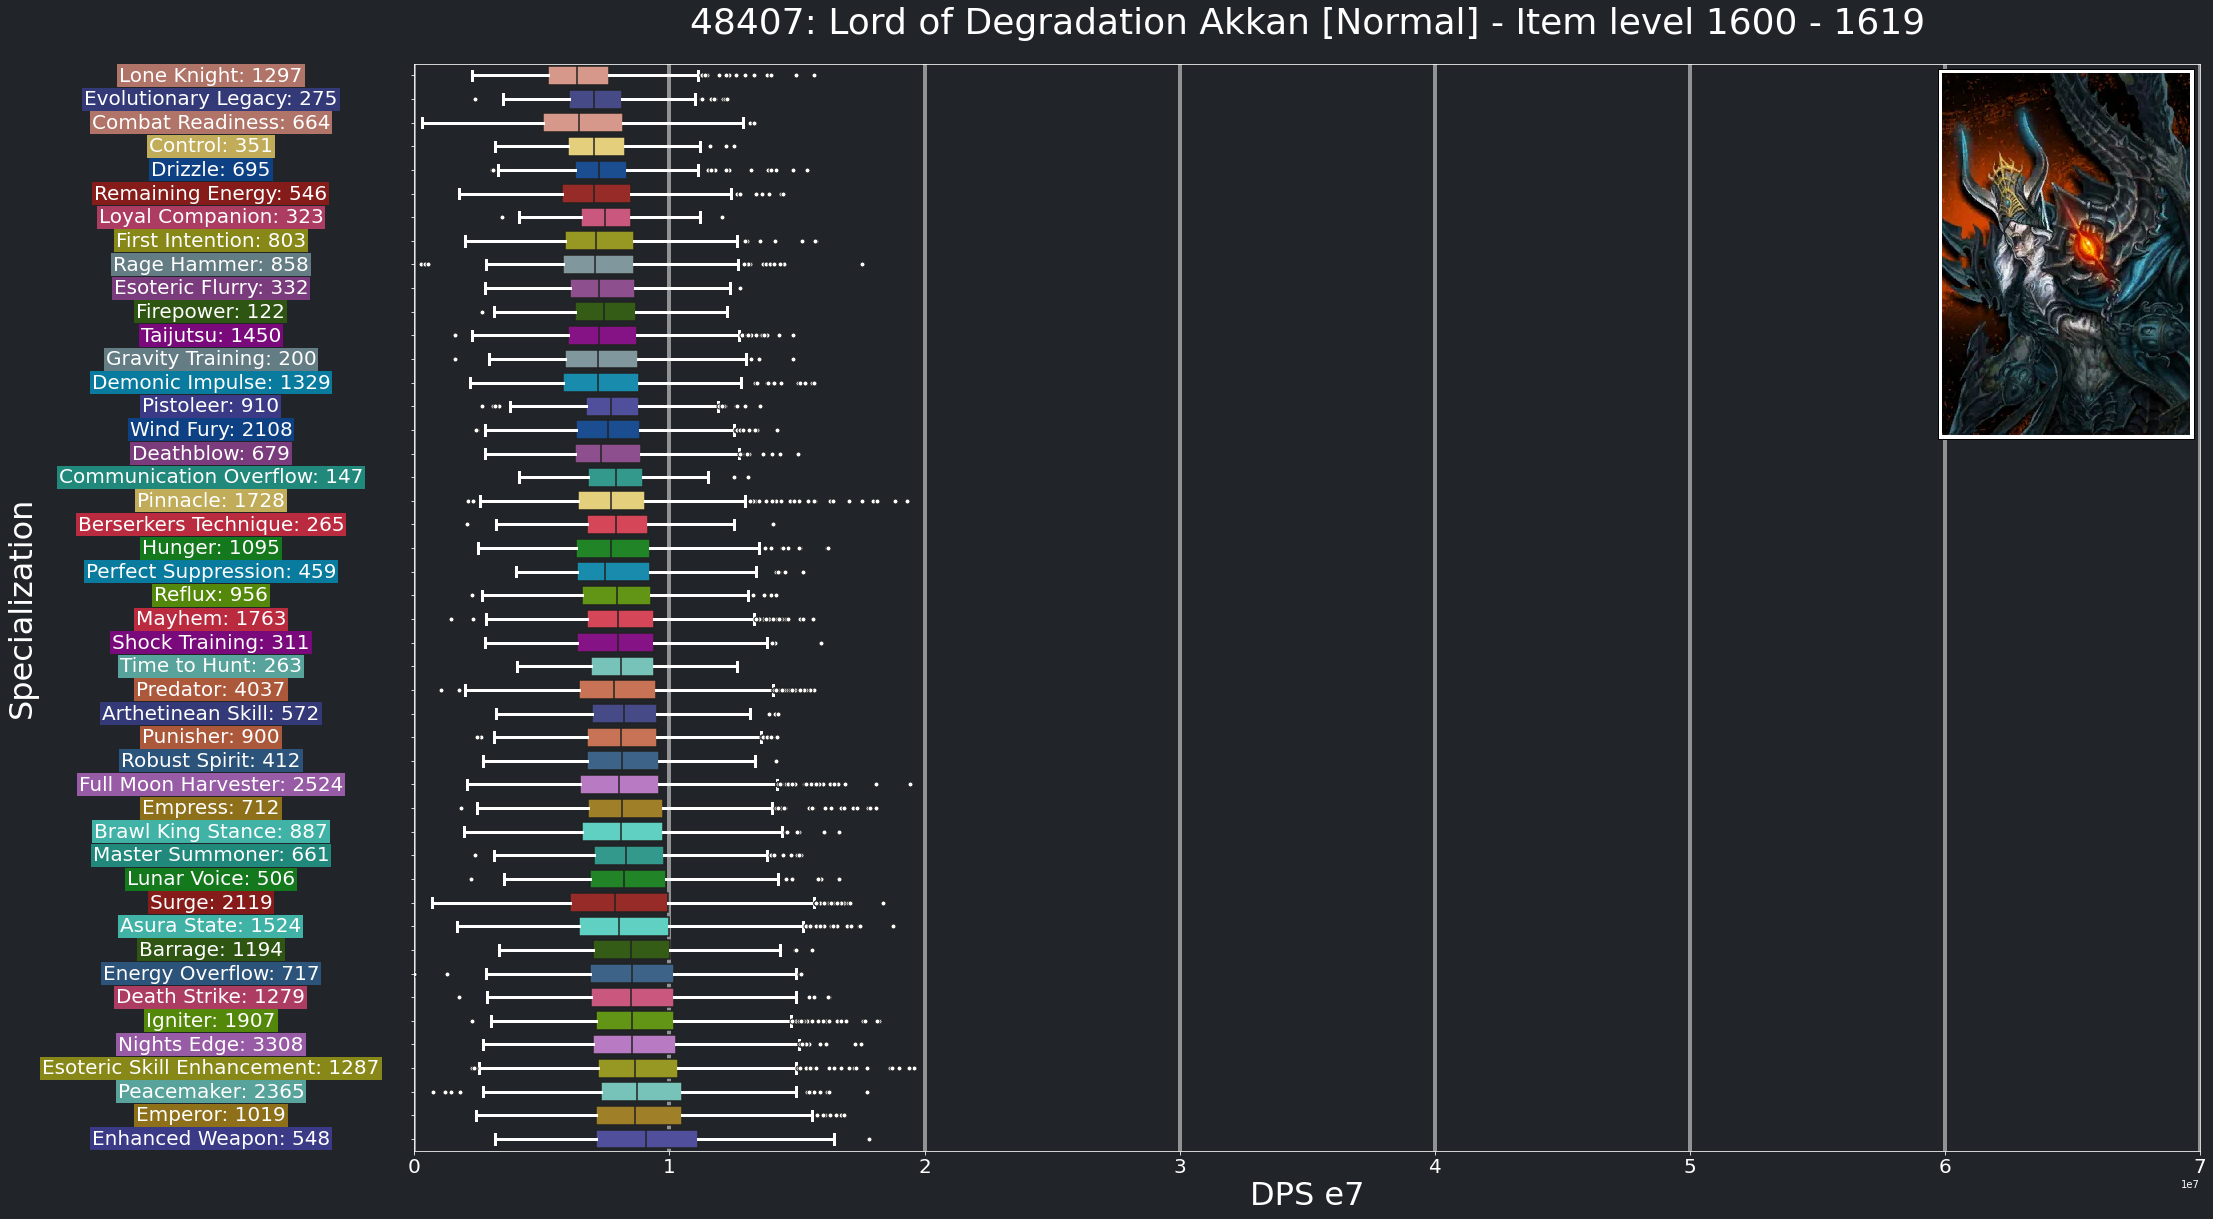 48407: Lord of Degradation Akkan [Normal] - Item level 1600 - 1619
Lone Knight: 1297
Evolutionary Legacy: 275
Combat Readiness: 664
Control: 351
Drizzle: 695
Remaining Energy: 546
Loyal Companion: 323
First Intention: 803
Rage Hammer: 858
Esoteric Flurry: 332
Firepower: 122
Taijutsu: 1450
Gravity Training: 200
Demonic Impulse: 1329
Pistoleer: 910
Wind Fury: 2108
Deathblow: 679
Communication Overflow: 147
Pinnacle: 1728
Berserkers Technique: 265
Hunger: 1095
Perfect Suppression: 459
Reflux: 956
Mayhem: 1763
Shock Training: 311
Time to Hunt: 263
Predator: 4037
Arthetinean Skill: 572
Punisher: 900
Robust Spirit: 412
Full Moon Harvester: 2524
Empress: 712
Brawl King Stance: 887
Master Summoner: 661
Lunar Voice: 506
Surge: 2119
Asura State: 1524
Barrage: 1194
Energy Overflow: 717
Death Strike: 1279
Igniter: 1907
Nights Edge: 3308
Esoteric Skill Enhancement: 1287
Peacemaker: 2365
Emperor: 1019
Enhanced Weapon: 548
Specialization
0 1 2 3 4 5 6 7
1e7
DPS e7